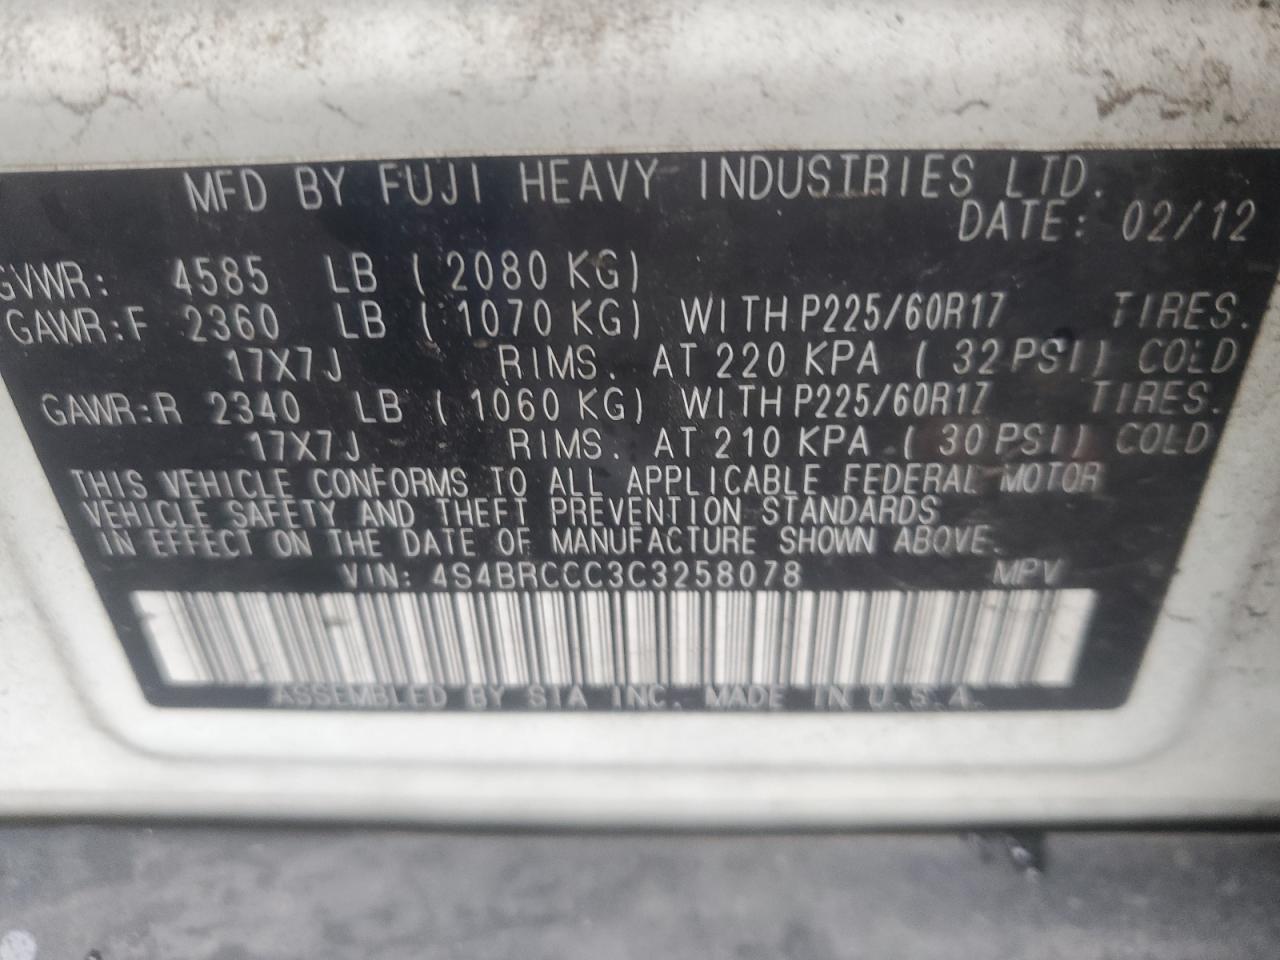 MFD BY FUJI HEAVY INDUSTRIES LTD.
DATE: 02/12
GVWR: 4585 LB ( 2080 KG)
GAWR:F 2360 LB ( 1070 KG) WITH P225/60R17 TIRES.
17X7J RIMS. AT 220 KPA ( 32 PSI) COLD
GAWR:R 2340 LB ( 1060 KG) WITH P225/60R17 TIRES.
17X7J RIMS. AT 210 KPA ( 30 PSI) COLD
THIS VEHICLE CONFORMS TO ALL APPLICABLE FEDERAL MOTOR
VEHICLE SAFETY AND THEFT PREVENTION STANDARDS
IN EFFECT ON THE DATE OF MANUFACTURE SHOWN ABOVE.
VIN: 4S4BRCCC3C3258078 MPV
ASSEMBLED BY SIA INC. MADE IN U.S.A.